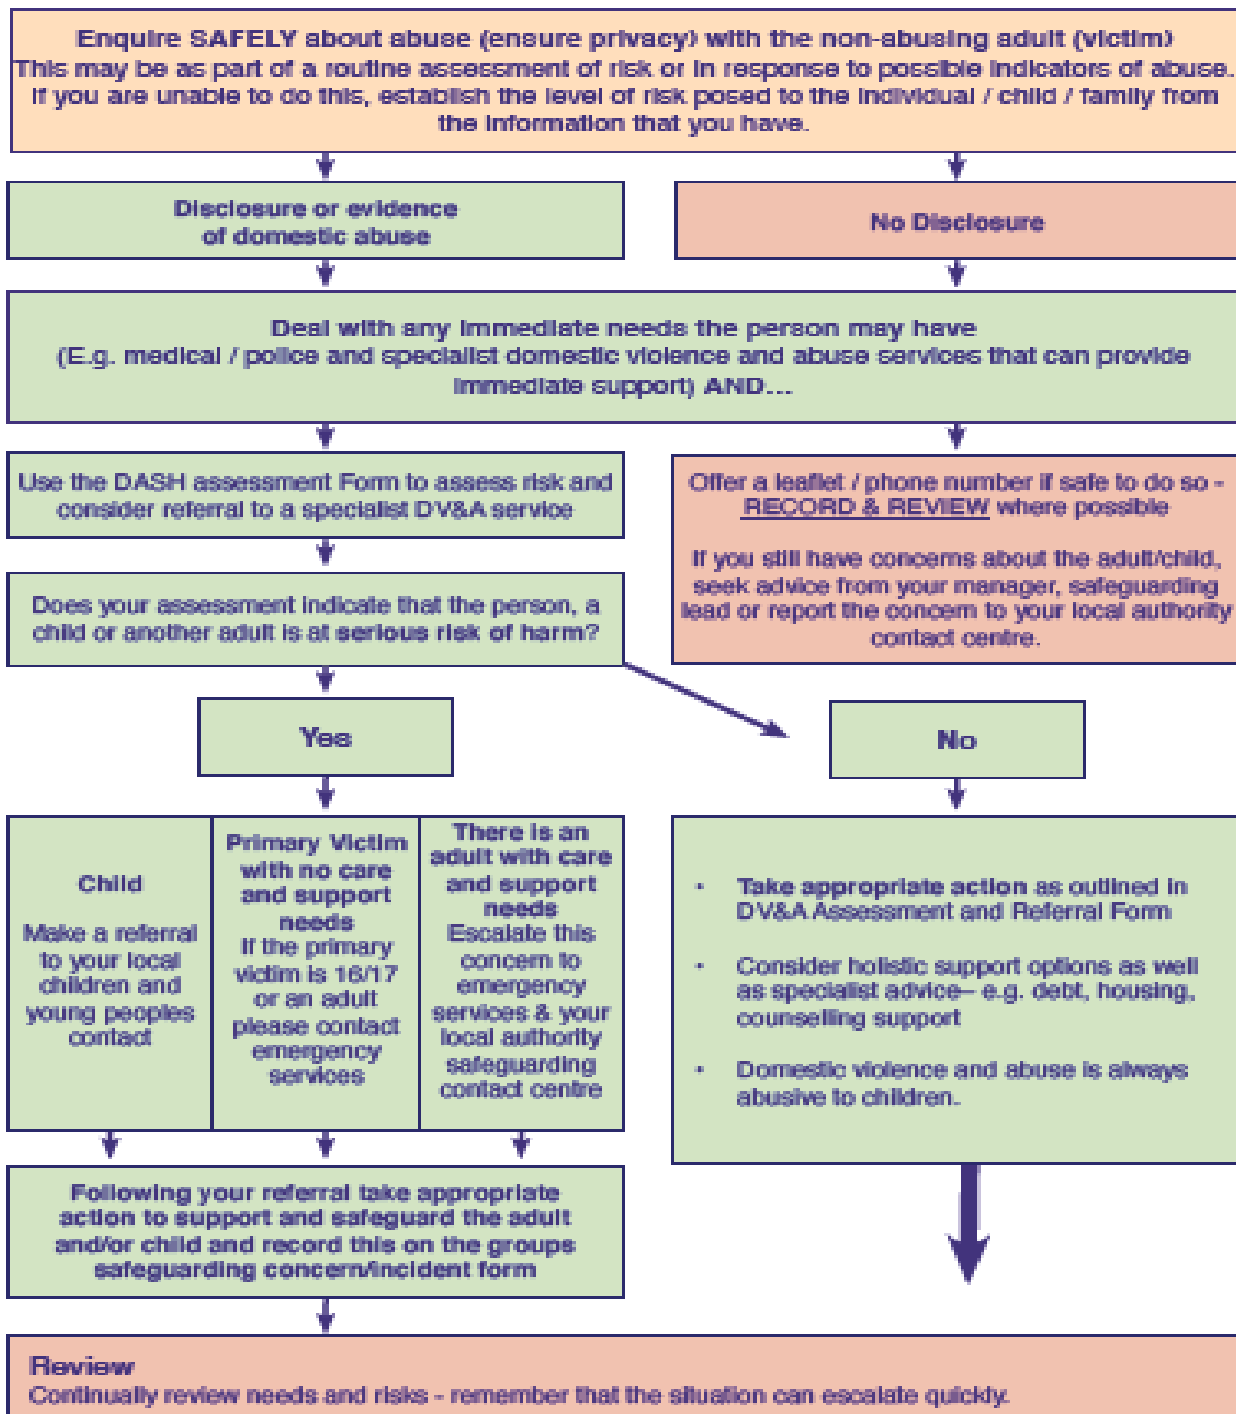 Enquire SAFELY about abuse (ensure privacy) with the non-abusing adult (victim)
This may be as part of a routine assessment of risk or in response to possible indicators of abuse.
If you are unable to do this, establish the level of risk posed to the individual / child / family from
the information that you have.
Disclosure or evidence
of domestic abuse
No Disclosure
Deal with any immediate needs the person may have
(E.g. medical / police and specialist domestic violence and abuse services that can provide
immediate support) AND...
Use the DASH assessment Form to assess risk and
consider referral to a specialist DV&A service
Offer a leaflet / phone number if safe to do so -
RECORD & REVIEW where possible
If you still have concerns about the adult/child,
seek advice from your manager, safeguarding
lead or report the concern to your local authority
contact centre.
Does your assessment indicate that the person, a
child or another adult is at serious risk of harm?
Yes
No
Child
Make a referral
to your local
children and
young peoples
contact
Primary Victim
with no care
and support
needs
If the primary
victim is 16/17
or an adult
please contact
emergency
services
There is an
adult with care
and support
needs
Escalate this
concern to
emergency
services & your
local authority
safeguarding
contact centre
• Take appropriate action as outlined in
DV&A Assessment and Referral Form
• Consider holistic support options as well
as specialist advice– e.g. debt, housing,
counselling support
• Domestic violence and abuse is always
abusive to children.
Following your referral take appropriate
action to support and safeguard the adult
and/or child and record this on the groups
safeguarding concern/incident form
Review
Continually review needs and risks - remember that the situation can escalate quickly.